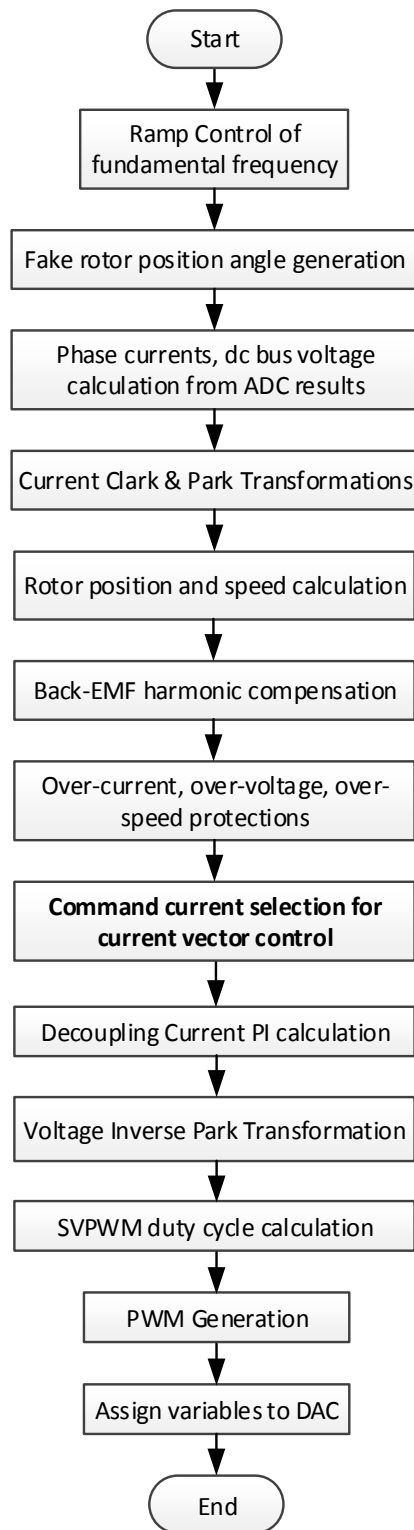 Start
Ramp Control of
fundamental frequency
Fake rotor position angle generation
Phase currents, dc bus voltage
calculation from ADC results
Current Clark & Park Transformations
Rotor position and speed calculation
Back-EMF harmonic compensation
Over-current, over-voltage, over-
speed protections
Command current selection for
current vector control
Decoupling Current PI calculation
Voltage Inverse Park Transformation
SVPWM duty cycle calculation
PWM Generation
Assign variables to DAC
End